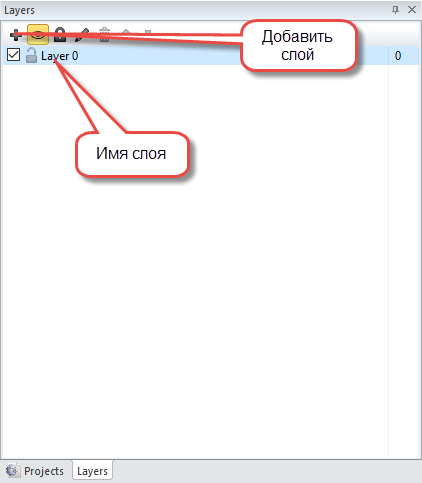 Layers
Добавить
слой
Layer 0
0
Имя слоя
Projects
Layers